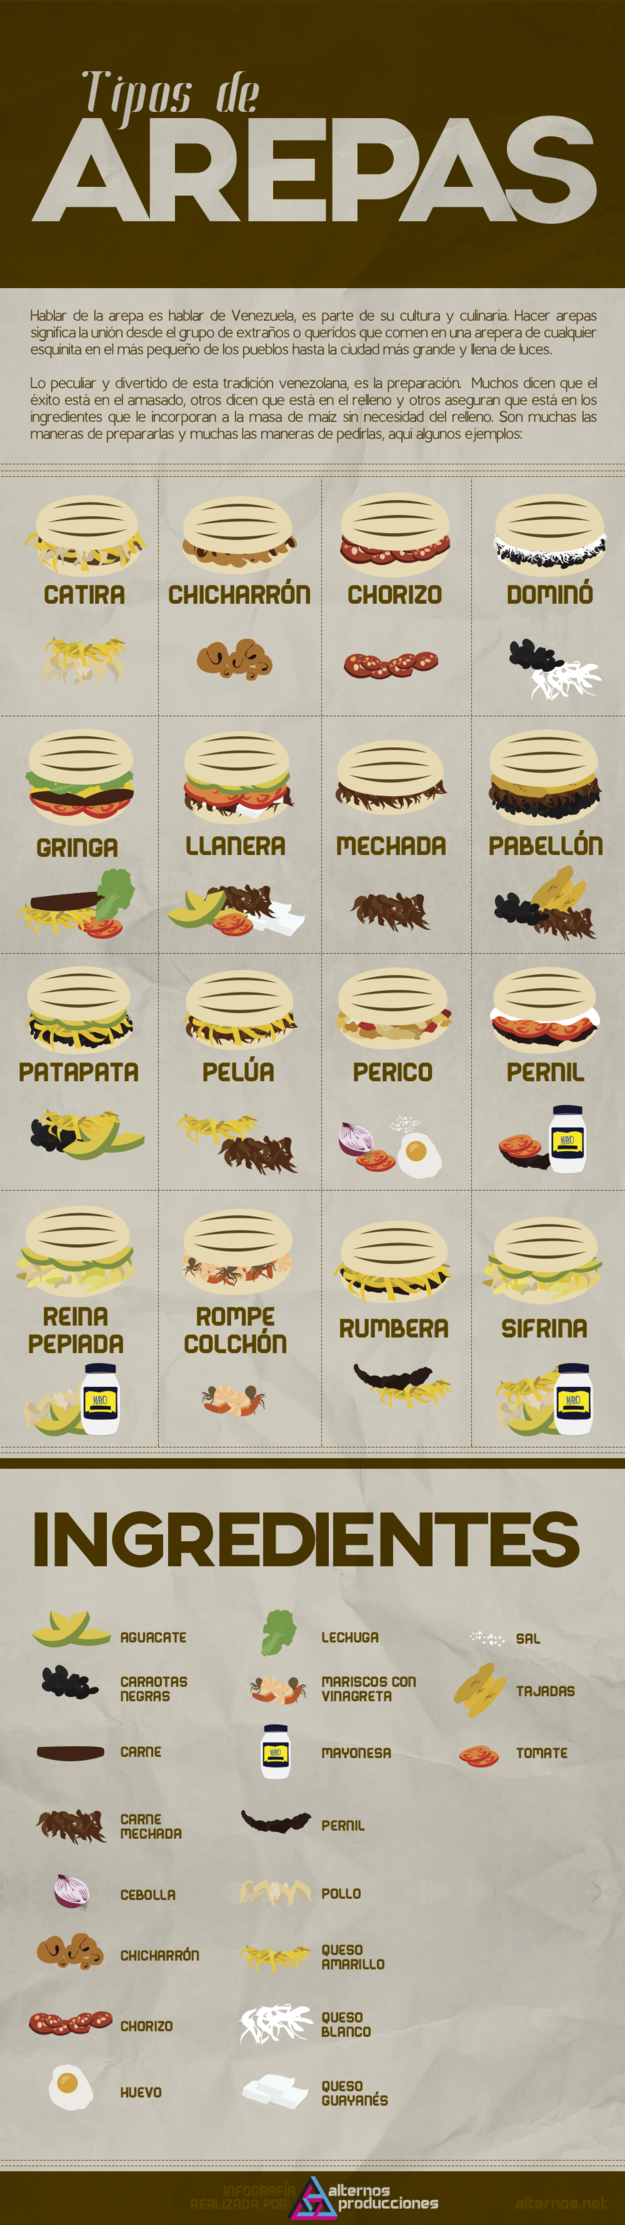 Tipos de
AREPAS
Hablar de la arepa es hablar de Venezuela, es parte de su cultura y culinaria. Hacer arepas
significa la unión desde el grupo de extraños o queridos que comen en una arepera de cualquier
esquinita en el más pequeño de los pueblos hasta la ciudad más grande y llena de luces.
Lo peculiar y divertido de esta tradición venezolana, es la preparación. Muchos dicen que el
éxito está en el amasado, otros dicen que está en el relleno y otros aseguran que está en los
ingredientes que le incorporan a la masa de maíz sin necesidad del relleno. Son muchas las
maneras de prepararlas y muchas las maneras de pedirlas, aquí algunos ejemplos:
CATIRA
CHICHARRÓN
CHORIZO
DOMINÓ
GRINGA
LLANERA
MECHADA
PABELLÓN
PATAPATA
PELÚA
PERICO
PERNIL
MAYO
REINA
PEPIADA
ROMPE
COLCHÓN
RUMBERA
SIFRINA
MAYO
MAYO
INGREDIENTES
AGUACATE
CARAOTAS
NEGRAS
CARNE
CARNE
MECHADA
CEBOLLA
CHICHARRÓN
CHORIZO
HUEVO
LECHUGA
MARISCOS CON
VINAGRETA
MAYO
MAYONESA
PERNIL
POLLO
QUESO
AMARILLO
QUESO
BLANCO
QUESO
GUAYANÉS
SAL
TAJADAS
TOMATE
INFOGRAFÍA
REALIZADA POR:
alternos
producciones
alternos.net